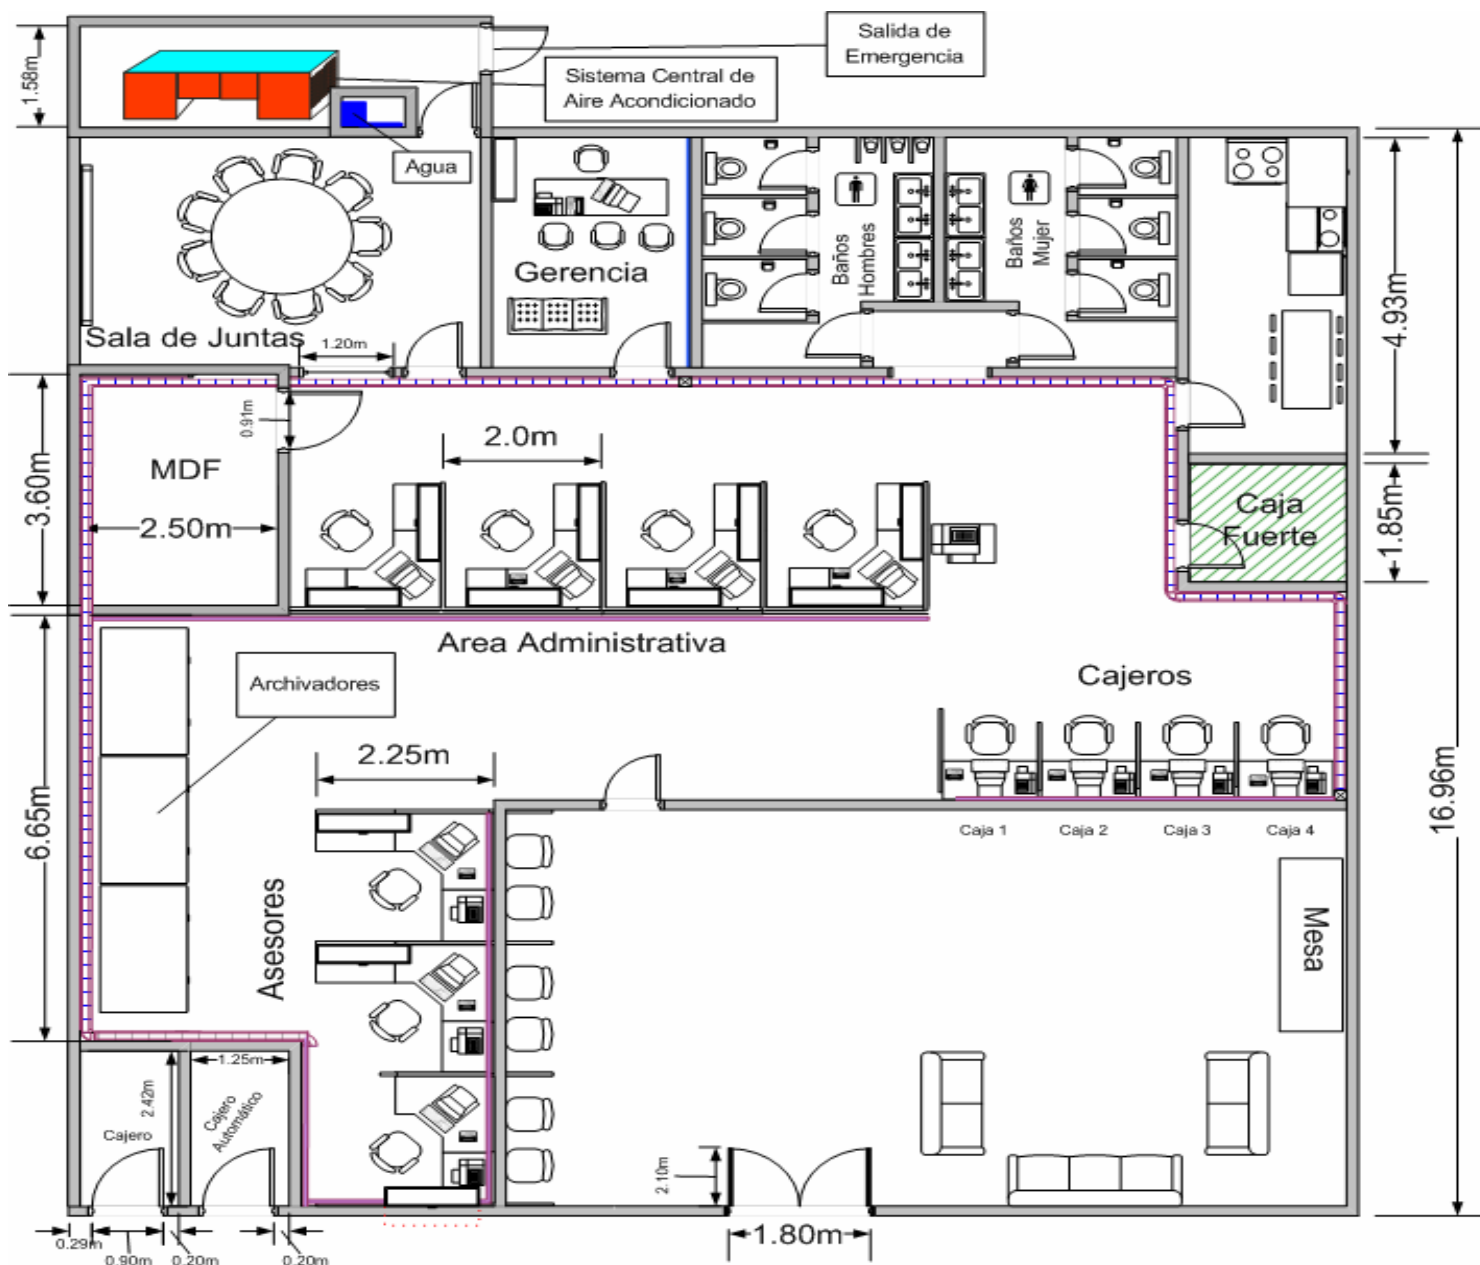 Salida de
Emergencia
1.58m
Sistema Central de
Aire Acondicionado
Agua
Gerencia
Baños
Hombres
Baños
Mujer
4.93m
Sala de Juntas
1.20m
0.91m
2.0m
MDF
3.60m
2.50m
Caja
Fuerte
1.85m
Area Administrativa
Archivadores
Cajeros
2.25m
16.96m
6.65m
Caja 1
Caja 2
Caja 3
Caja 4
Asesores
Mesa
1.25m
2.42m
Cajero
Cajero
Automático
2.10m
1.80m
0.29m
0.90m
0.20m
0.20m